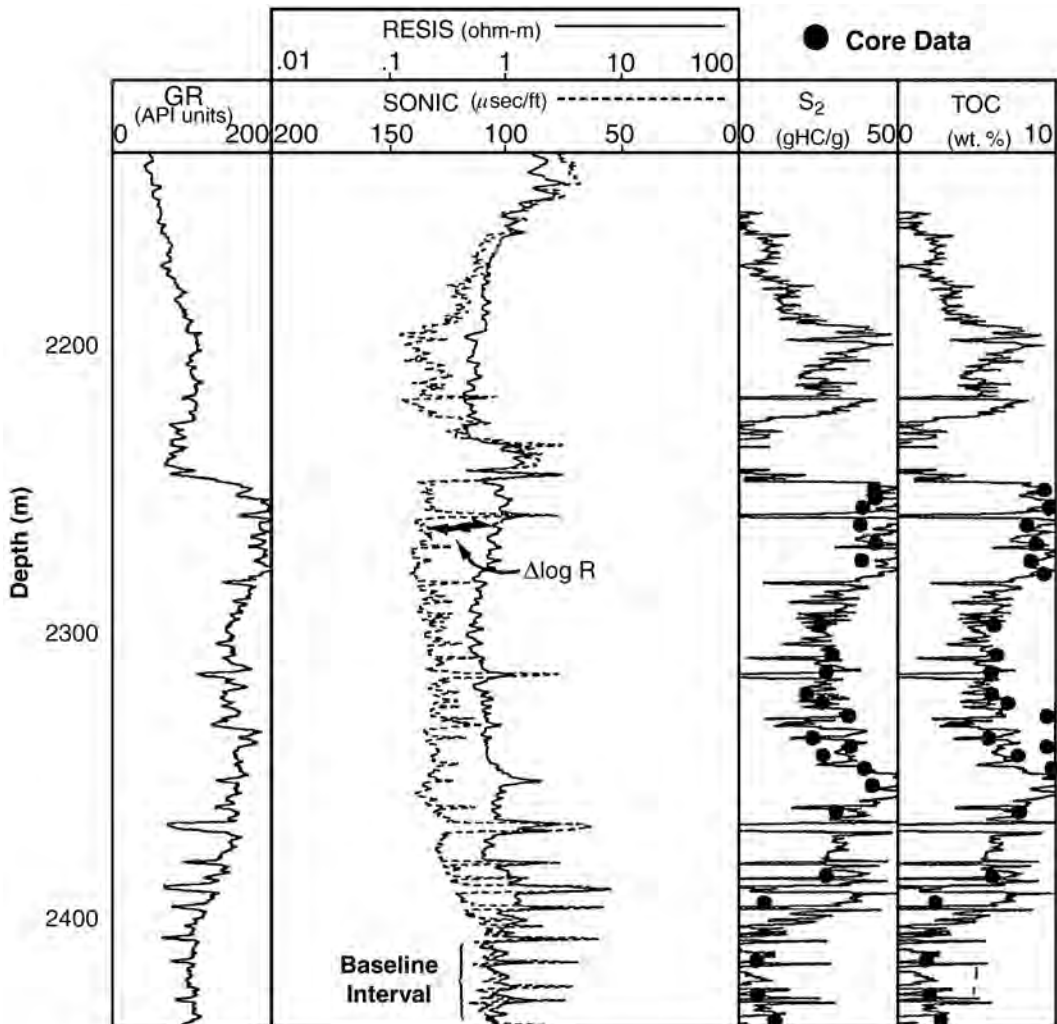 RESIS (ohm-m)
.01 .1 1 10 100
Core Data
GR
(API units)
0 200
SONIC (μsec/ft)
200 150 100 50 0
S2
(gHC/g)
0 50
TOC
(wt. %)
0 10
Depth (m)
2200
2300
2400
Δlog R
Baseline
Interval